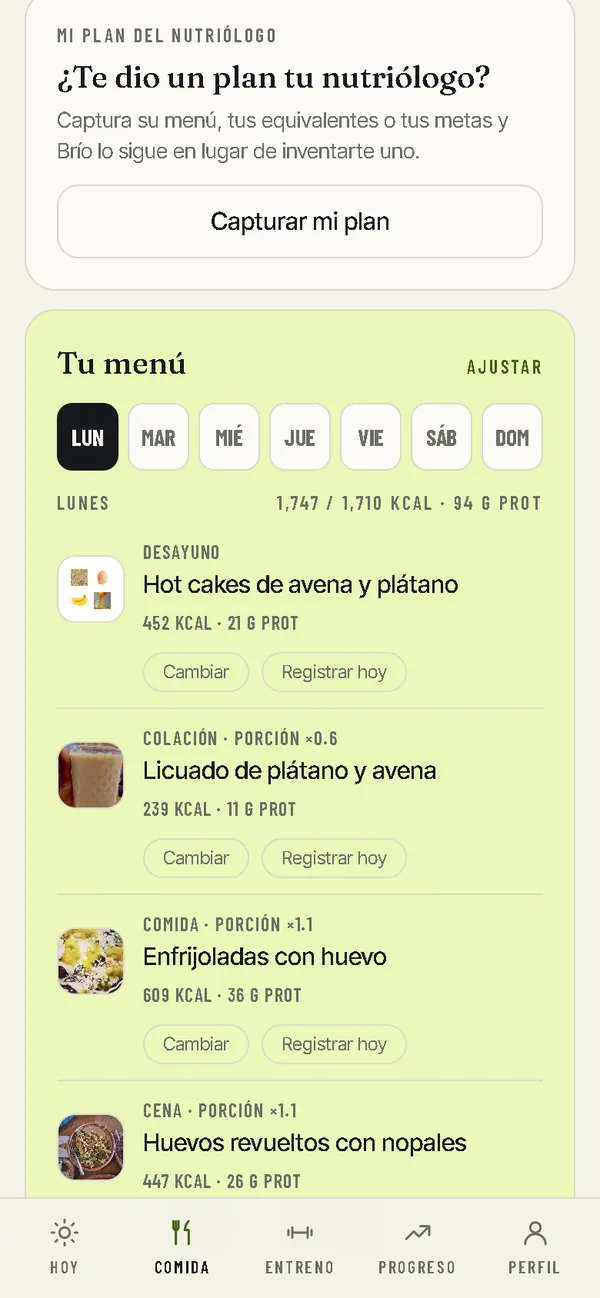 MI PLAN DEL NUTRIÓLOGO
¿Te dio un plan tu nutriólogo?
Captura su menú, tus equivalentes o tus metas y
Brío lo sigue en lugar de inventarte uno.
Capturar mi plan
Tu menú
AJUSTAR
LUN MAR MIÉ JUE VIE SÁB DOM
LUNES
1,747 / 1,710 KCAL · 94 G PROT
DESAYUNO
Hot cakes de avena y plátano
452 KCAL · 21 G PROT
Cambiar
Registrar hoy
COLACIÓN · PORCIÓN ×0.6
Licuado de plátano y avena
239 KCAL · 11 G PROT
Cambiar
Registrar hoy
COMIDA · PORCIÓN ×1.1
Enfrijoladas con huevo
609 KCAL · 36 G PROT
Cambiar
Registrar hoy
CENA · PORCIÓN ×1.1
Huevos revueltos con nopales
447 KCAL · 26 G PROT
HOY
COMIDA
ENTRENO
PROGRESO
PERFIL